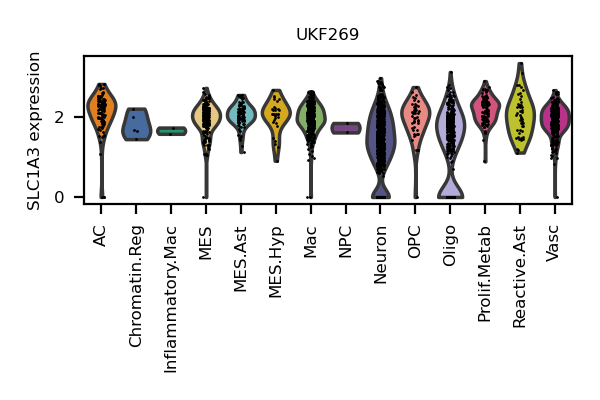 UKF269
SLC1A3 expression
2
0
AC
Chromatin.Reg
Inflammatory.Mac
MES
MES.Ast
MES.Hyp
Mac
NPC
Neuron
OPC
Oligo
Prolif.Metab
Reactive.Ast
Vasc